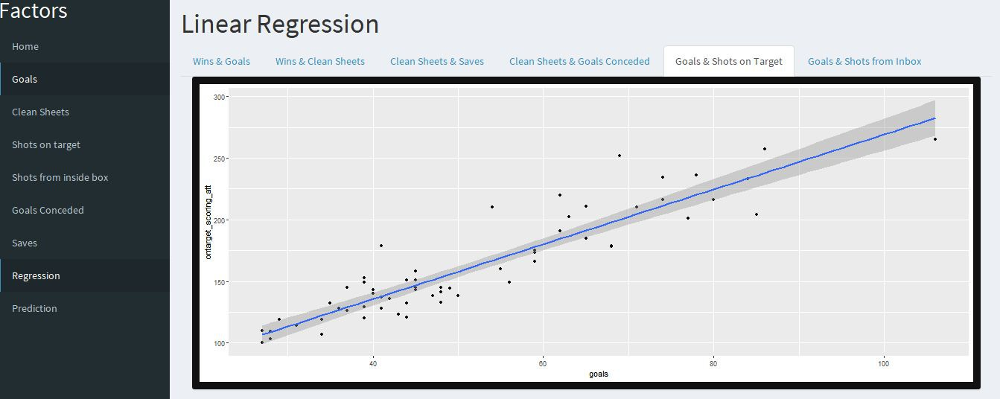 Factors
Home
Goals
Clean Sheets
Shots on target
Shots from inside box
Goals Conceded
Saves
Regression
Prediction
Linear Regression
Wins & Goals
Wins & Clean Sheets
Clean Sheets & Saves
Clean Sheets & Goals Conceded
Goals & Shots on Target
Goals & Shots from Inbox
ontarget_scoring_att
300
250
200
150
100
40 60 80 100
goals